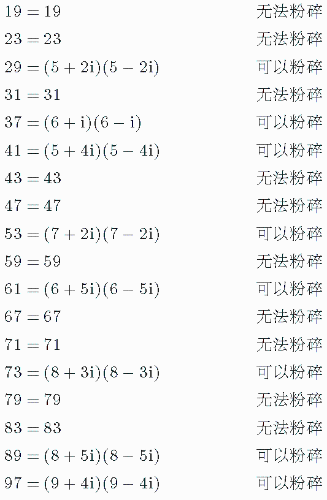 19 = 19 无法粉碎
23 = 23 无法粉碎
29 = (5 + 2i)(5 − 2i) 可以粉碎
31 = 31 无法粉碎
37 = (6 + i)(6 − i) 可以粉碎
41 = (5 + 4i)(5 − 4i) 可以粉碎
43 = 43 无法粉碎
47 = 47 无法粉碎
53 = (7 + 2i)(7 − 2i) 可以粉碎
59 = 59 无法粉碎
61 = (6 + 5i)(6 − 5i) 可以粉碎
67 = 67 无法粉碎
71 = 71 无法粉碎
73 = (8 + 3i)(8 − 3i) 可以粉碎
79 = 79 无法粉碎
83 = 83 无法粉碎
89 = (8 + 5i)(8 − 5i) 可以粉碎
97 = (9 + 4i)(9 − 4i) 可以粉碎